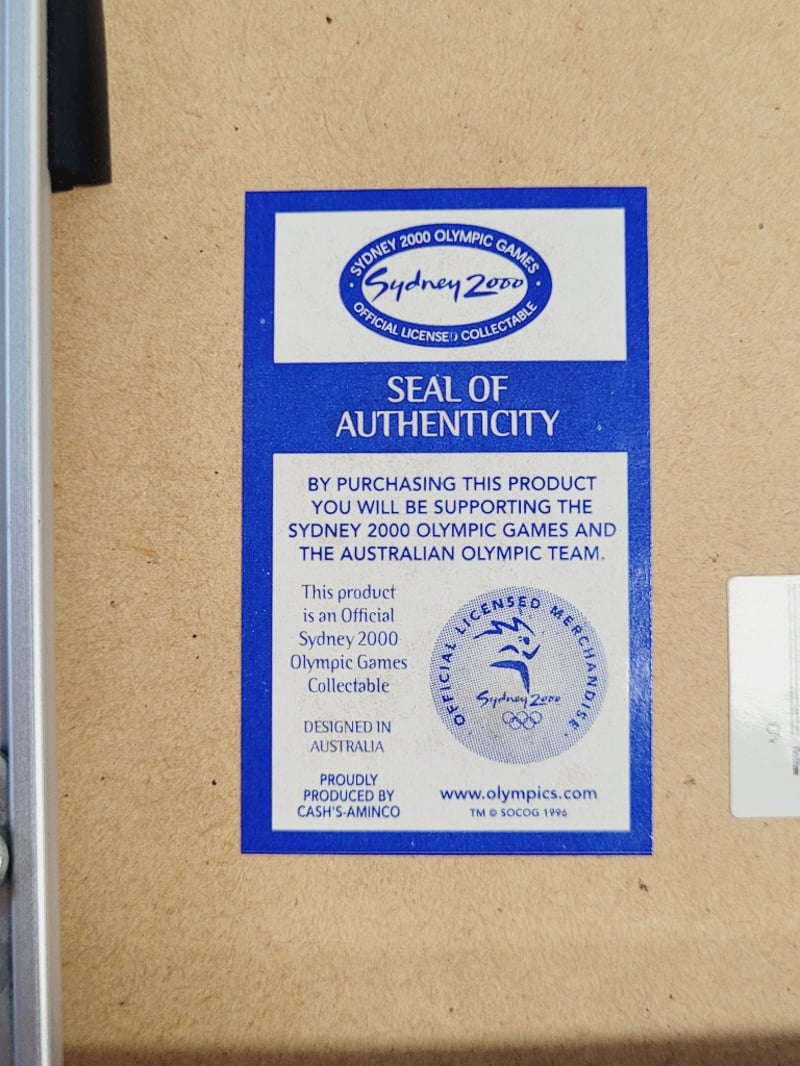 SYDNEY 2000 OLYMPIC GAMES
Sydney 2000
OFFICIAL LICENSED COLLECTABLE
SEAL OF
AUTHENTICITY
BY PURCHASING THIS PRODUCT
YOU WILL BE SUPPORTING THE
SYDNEY 2000 OLYMPIC GAMES AND
THE AUSTRALIAN OLYMPIC TEAM.
This product
is an Official
Sydney 2000
Olympic Games
Collectable
DESIGNED IN
AUSTRALIA
PROUDLY
PRODUCED BY
CASH'S-AMINCO
OFFICIAL LICENSED MERCHANDISE
Sydney 2000
www.olympics.com
TM © SOCOG 1996